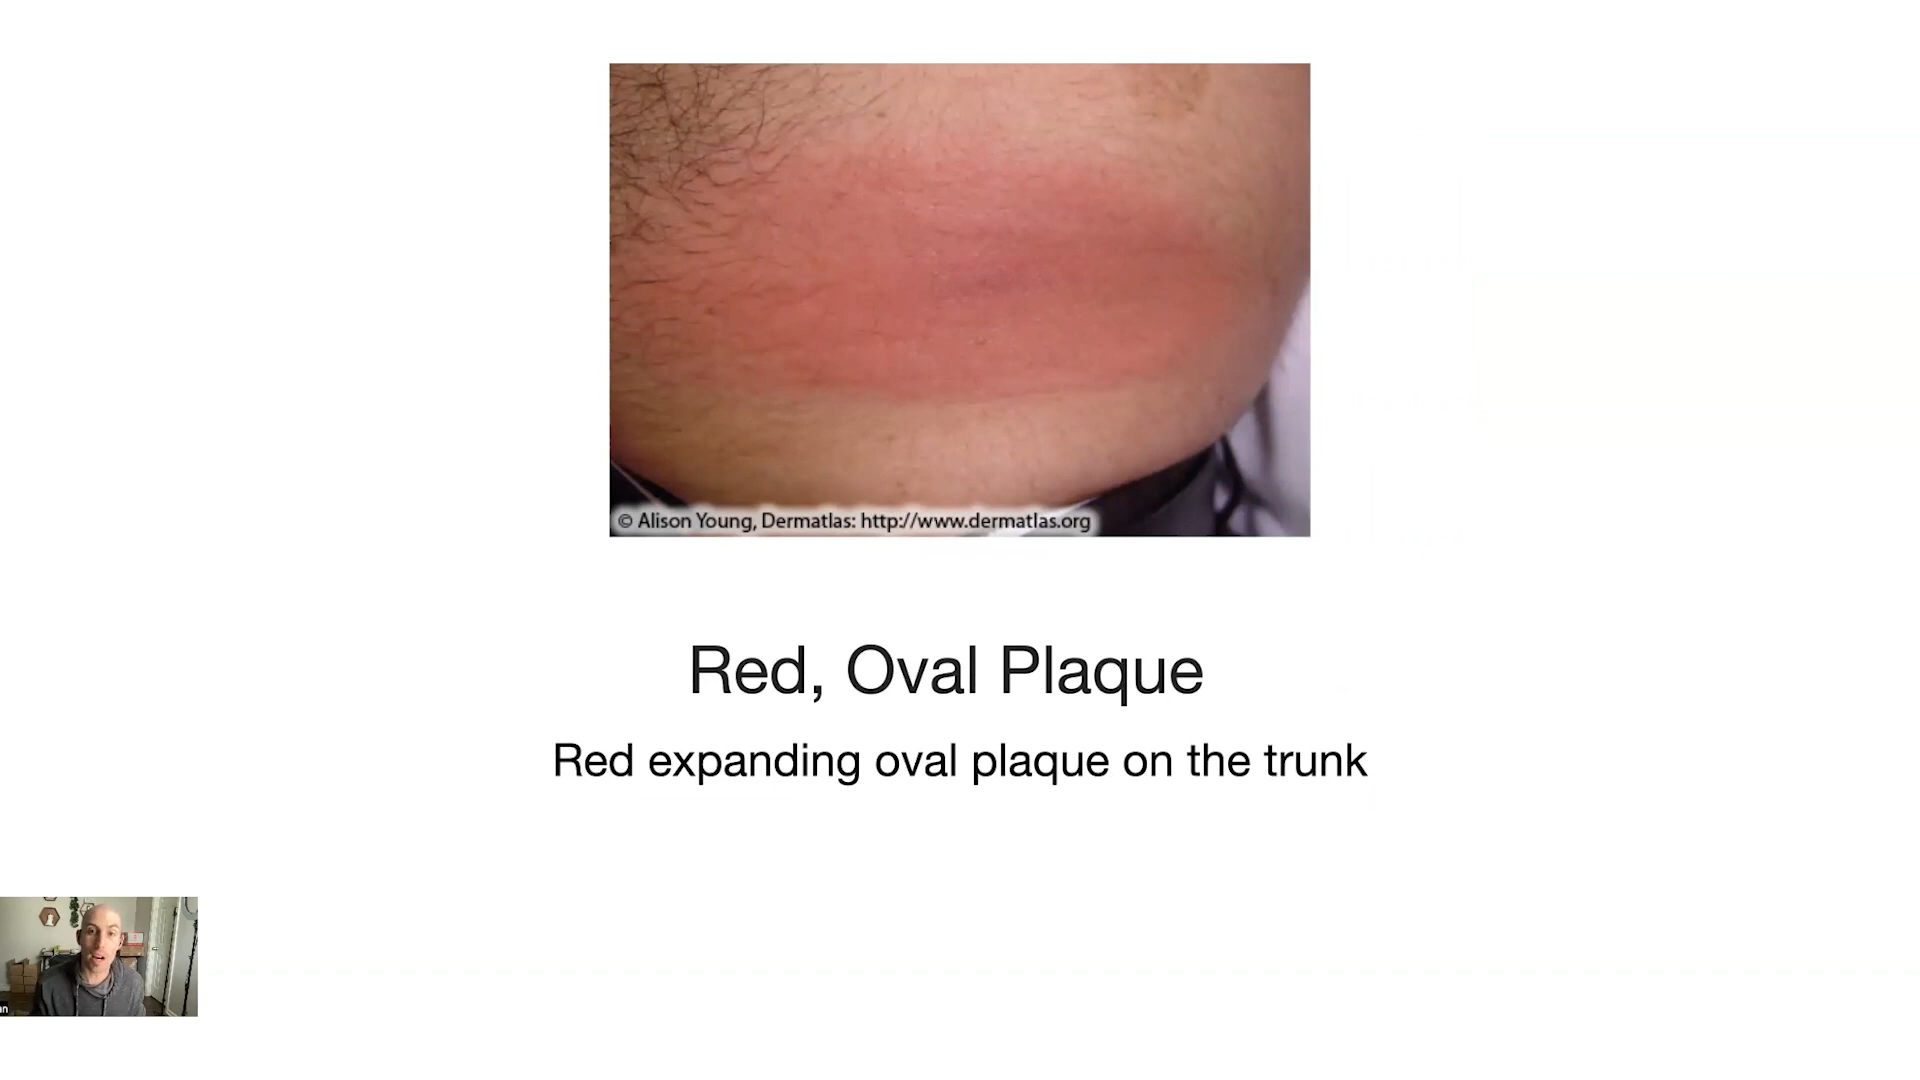 © Alison Young, Dermatlas: http://www.dermatlas.org
Red, Oval Plaque
Red expanding oval plaque on the trunk